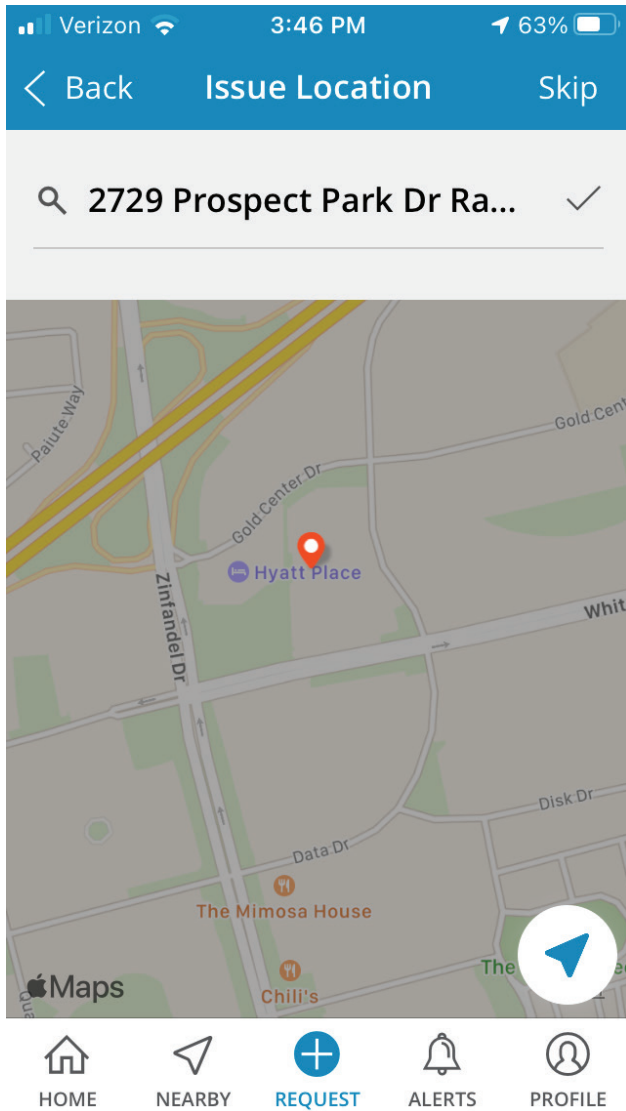 Verizon 3:46 PM 63%
Back Issue Location Skip
2729 Prospect Park Dr Ra...
Paiute Way
Gold Cent
Gold Center Dr
Hyatt Place
Zinfandel Dr
Whit
Disk Dr
Data Dr
The Mimosa House
The
Maps
Chili's
Qua
HOME NEARBY REQUEST ALERTS PROFILE